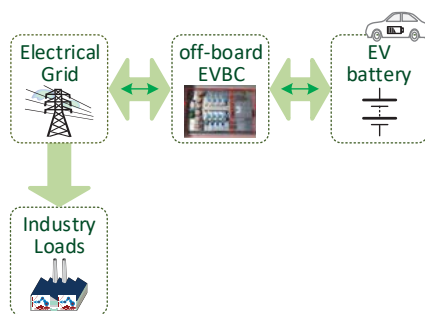 Electrical
Grid
off-board
EVBC
EV
battery
Industry
Loads